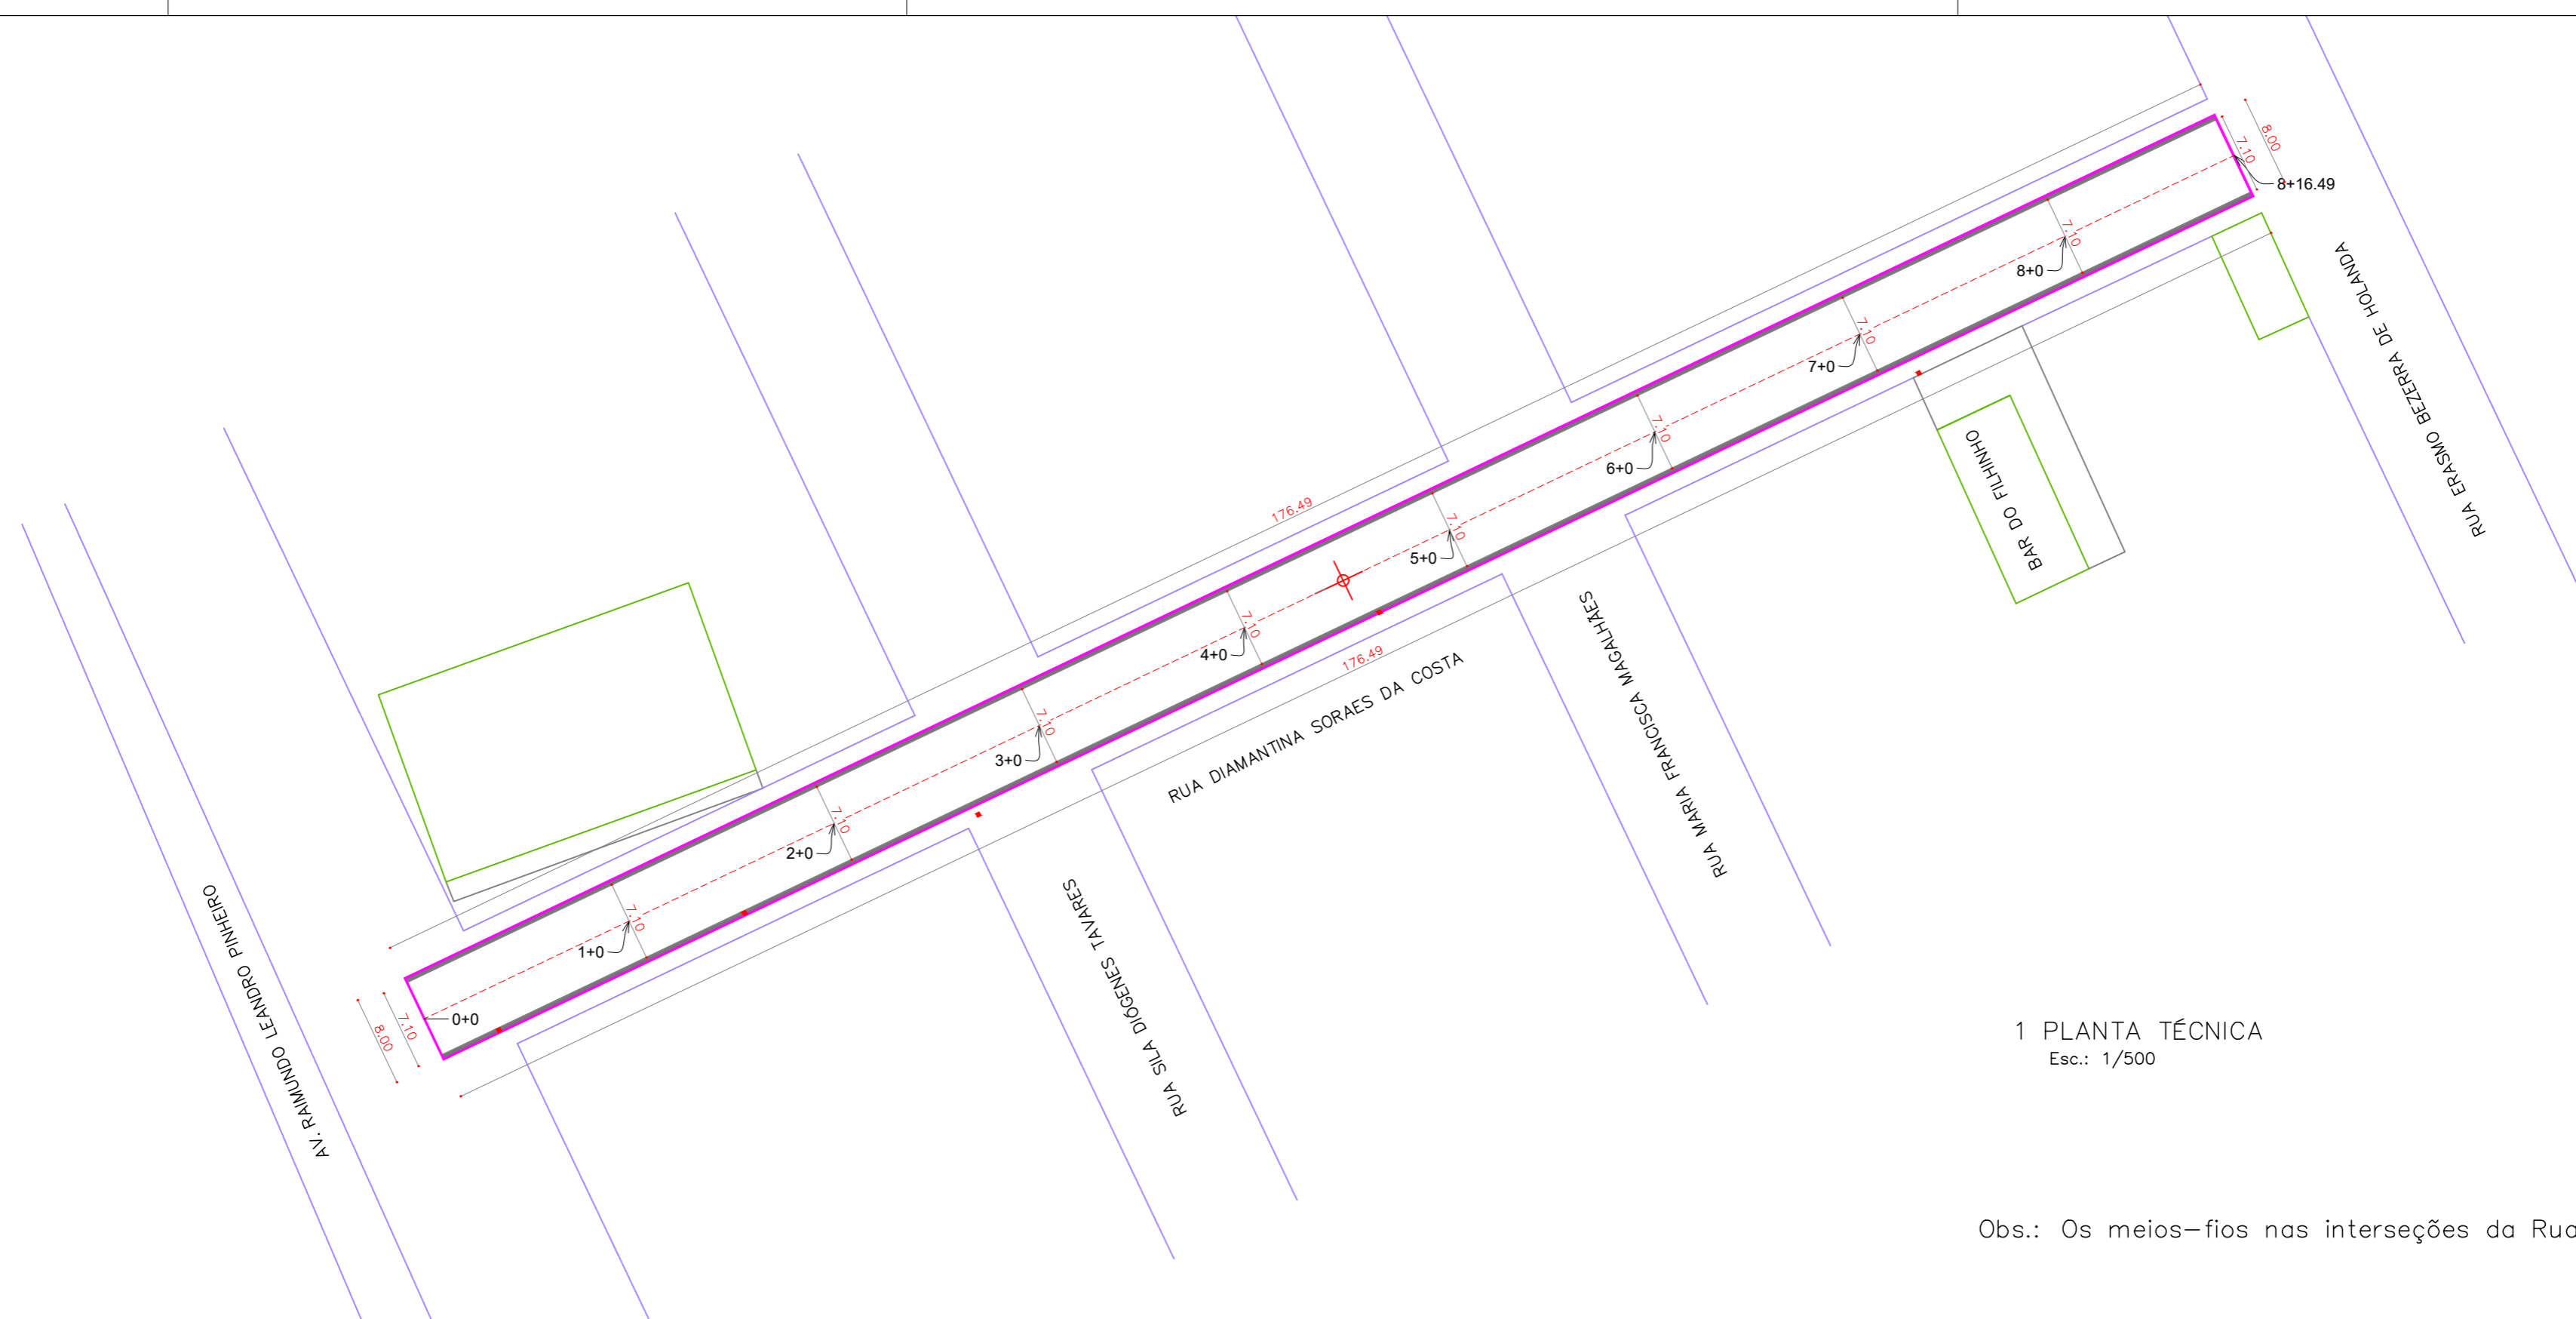 8.00
7.10
8+16.49
7.10
8+0
7.10
7+0
7.10
6+0
176.49
7.10
5+0
7.10
4+0
176.49
7.10
3+0
7.10
2+0
7.10
1+0
0+0
7.10
8.00
RUA ERASMO BEZERRA DE HOLANDA
BAR DO FILHINHO
RUA MARIA FRANCISCA MAGALHÃES
RUA DIAMANTINA SORAES DA COSTA
RUA SILA DIÓGENES TAVARES
AV. RAIMUNDO LEANDRO PINHEIRO
1 PLANTA TÉCNICA
Esc.: 1/500
Obs.: Os meios-fios nas interseções da Rua